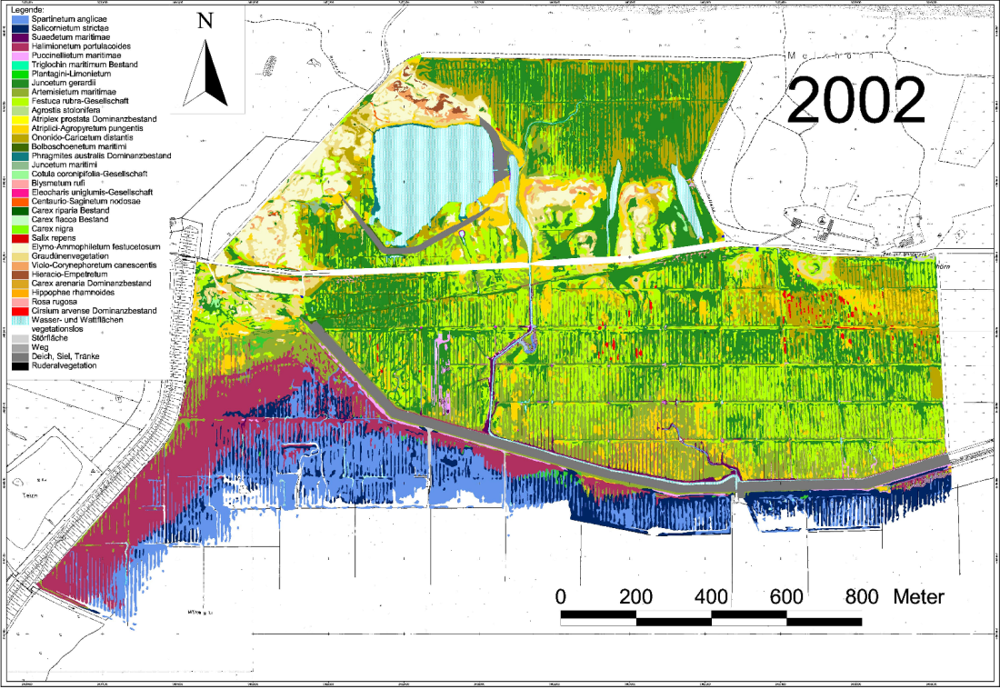 Legende:
Spartinetum anglicae
Salicornietum strictae
Suaedetum maritimae
Halimionetum portulacoides
Puccinellietum maritimae
Triglochin maritimum Bestand
Plantagini-Limonietum
Juncetum gerardii
Artemisietum maritimae
Festuca rubra-Gesellschaft
Agrostis stolonifera
Atriplex prostata Dominanzbestand
Atriplici-Agropyretum pungentis
Ononido-Caricetum distantis
Bolboschoenetum maritimi
Phragmites australis Dominanzbestand
Juncetum maritimi
Cotula coronipifolia-Gesellschaft
Blysmetum rufi
Eleocharis uniglumis-Gesellschaft
Centaurio-Saginetum nodosae
Carex riparia Bestand
Carex flacca Bestand
Carex nigra
Salix repens
Elymo-Ammophiletum festucetosum
Graudünenvegetation
Violo-Corynephoretum canescentis
Hieracio-Empetretum
Carex arenaria Dominanzbestand
Hippophae rhamnoides
Rosa rugosa
Cirsium arvense Dominanzbestand
Wasser- und Wattflächen
vegetationslos
Störfläche
Weg
Deich, Siel, Tränke
Ruderalvegetation
N
2002
0 200 400 600 800 Meter